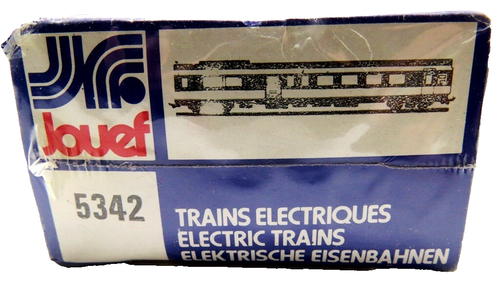 Jouef
5342
TRAINS ELECTRIQUES
ELECTRIC TRAINS
ELEKTRISCHE EISENBAHNEN